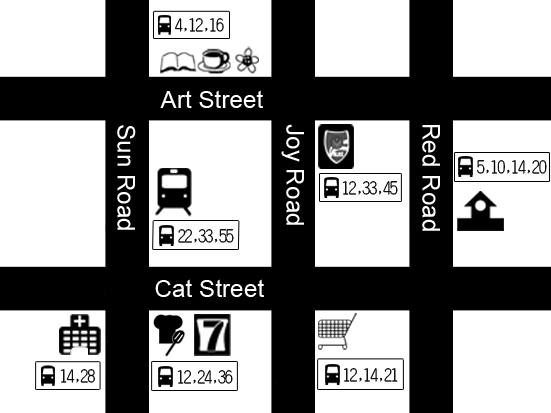 4,12,16
Art Street
Sun Road
Joy Road
Red Road
5,10,14,20
12,33,45
22,33,55
Cat Street
7
14,28
12,24,36
12,14,21